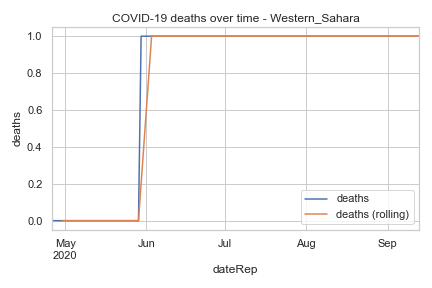 COVID-19 deaths over time - Western_Sahara
1.0
0.8
0.6
0.4
0.2
0.0
deaths
deaths
deaths (rolling)
May
2020
Jun
Jul
Aug
Sep
dateRep